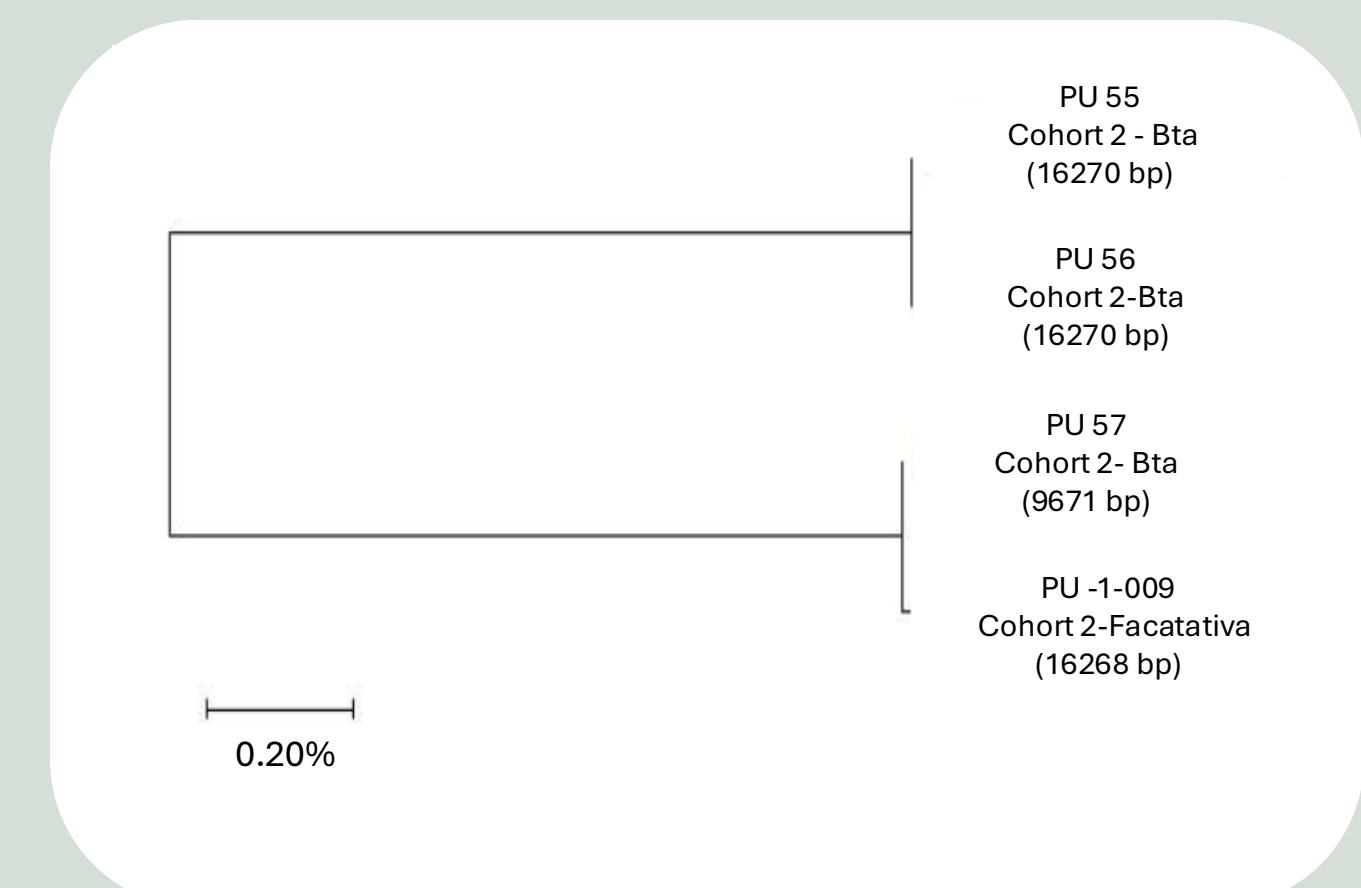 PU 55
Cohort 2 - Bta
(16270 bp)
PU 56
Cohort 2-Bta
(16270 bp)
PU 57
Cohort 2- Bta
(9671 bp)
PU -1-009
Cohort 2-Facatativa
(16268 bp)
0.20%